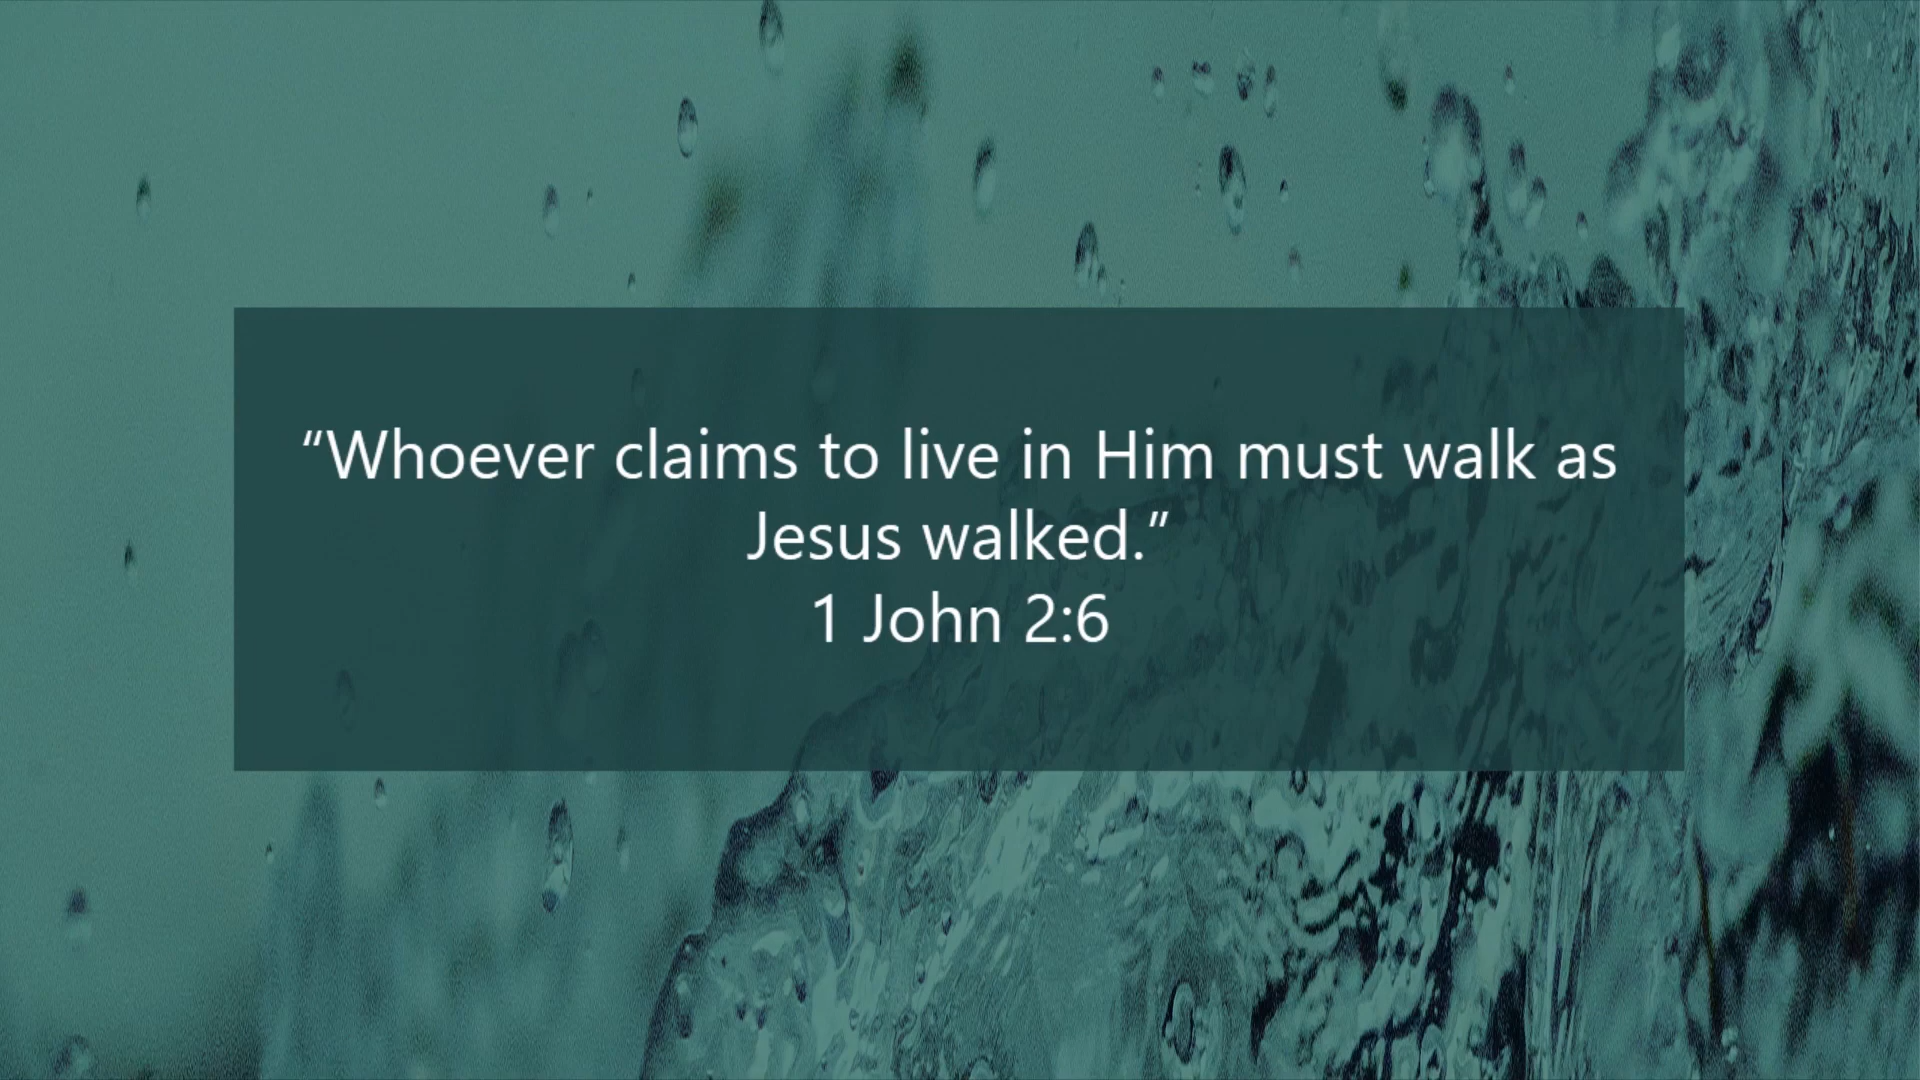 “Whoever claims to live in Him must walk as
Jesus walked.”
1 John 2:6